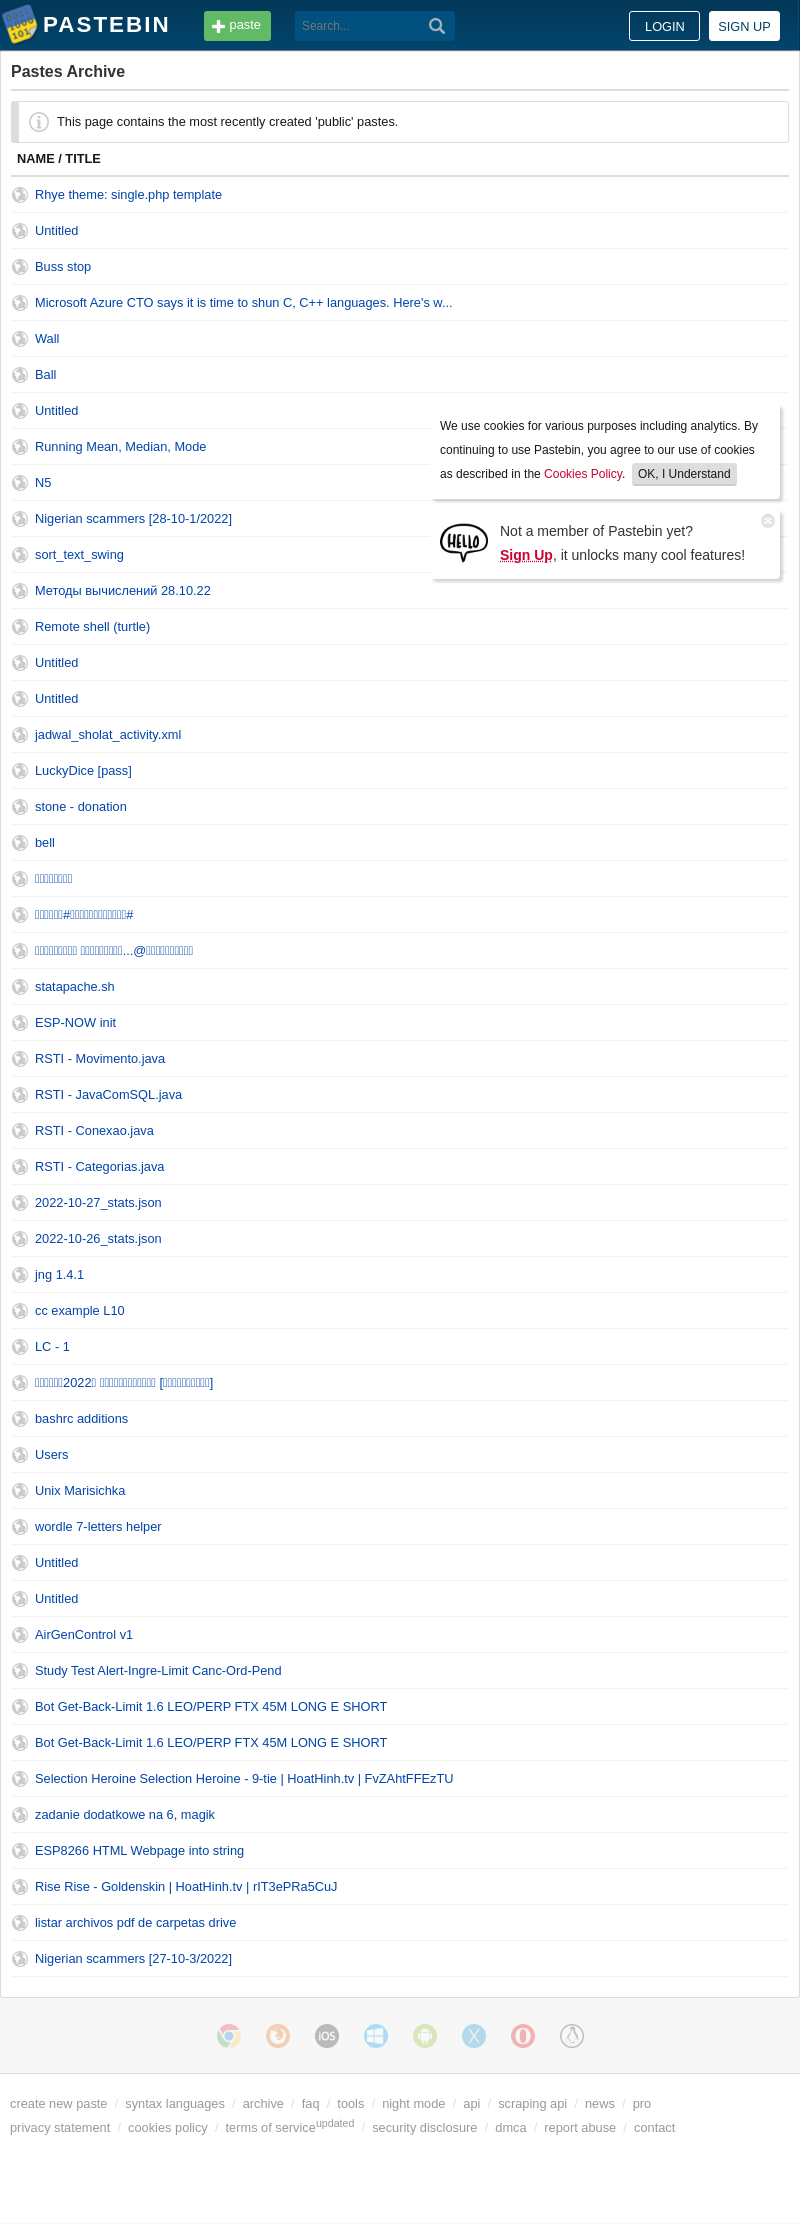 PASTEBIN
paste
Search...
LOGIN
SIGN UP
Pastes Archive
This page contains the most recently created 'public' pastes.
NAME / TITLE
Rhye theme: single.php template
Untitled
Buss stop
Microsoft Azure CTO says it is time to shun C, C++ languages. Here's w...
Wall
Ball
Untitled
Running Mean, Median, Mode
N5
Nigerian scammers [28-10-1/2022]
sort_text_swing
Методы вычислений 28.10.22
Remote shell (turtle)
Untitled
Untitled
jadwal_sholat_activity.xml
LuckyDice [pass]
stone - donation
bell
statapache.sh
ESP-NOW init
RSTI - Movimento.java
RSTI - JavaComSQL.java
RSTI - Conexao.java
RSTI - Categorias.java
2022-10-27_stats.json
2022-10-26_stats.json
jng 1.4.1
cc example L10
LC - 1
2022
bashrc additions
Users
Unix Marisichka
wordle 7-letters helper
Untitled
Untitled
AirGenControl v1
Study Test Alert-Ingre-Limit Canc-Ord-Pend
Bot Get-Back-Limit 1.6 LEO/PERP FTX 45M LONG E SHORT
Bot Get-Back-Limit 1.6 LEO/PERP FTX 45M LONG E SHORT
Selection Heroine Selection Heroine - 9-tie | HoatHinh.tv | FvZAhtFFEzTU
zadanie dodatkowe na 6, magik
ESP8266 HTML Webpage into string
Rise Rise - Goldenskin | HoatHinh.tv | rIT3ePRa5CuJ
listar archivos pdf de carpetas drive
Nigerian scammers [27-10-3/2022]
We use cookies for various purposes including analytics. By
continuing to use Pastebin, you agree to our use of cookies
as described in the Cookies Policy. OK, I Understand
HELLO
Not a member of Pastebin yet?
Sign Up, it unlocks many cool features!
iOS
create new paste / syntax languages / archive / faq / tools / night mode / api / scraping api / news / pro
privacy statement / cookies policy / terms of service updated / security disclosure / dmca / report abuse / contact